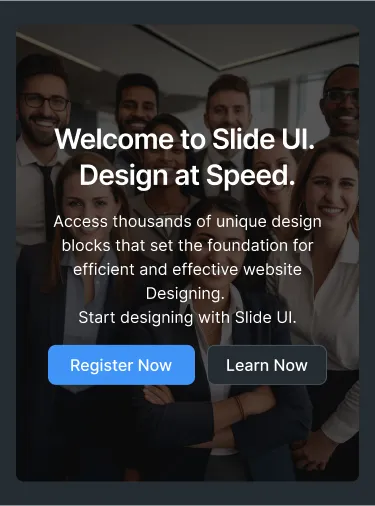 Welcome to Slide UI.
Design at Speed.
Access thousands of unique design
blocks that set the foundation for
efficient and effective website
Designing.
Start designing with Slide UI.
Register Now
Learn Now